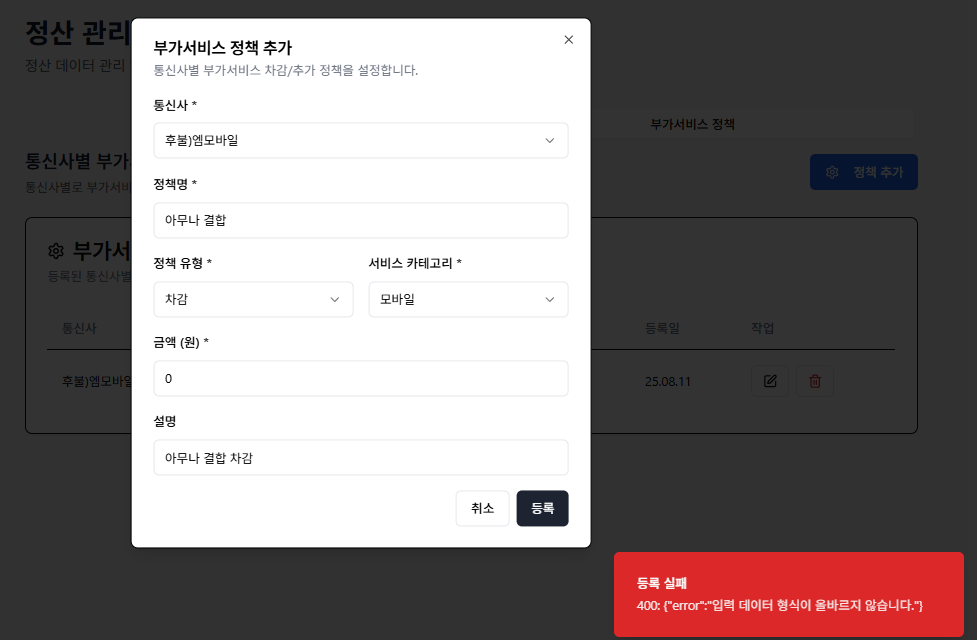 정산 관리
정산 데이터 관리
부가서비스 정책
통신사별 부가
통신사별로 부가서비
정책 추가
부가서
등록된 통신사별
통신사
등록일
작업
후불)엠모바일
25.08.11
부가서비스 정책 추가
통신사별 부가서비스 차감/추가 정책을 설정합니다.
통신사 *
후불)엠모바일
정책명 *
아무나 결합
정책 유형 *
서비스 카테고리 *
차감
모바일
금액 (원) *
0
설명
아무나 결합 차감
취소
등록
등록 실패
400: {"error":"입력 데이터 형식이 올바르지 않습니다."}